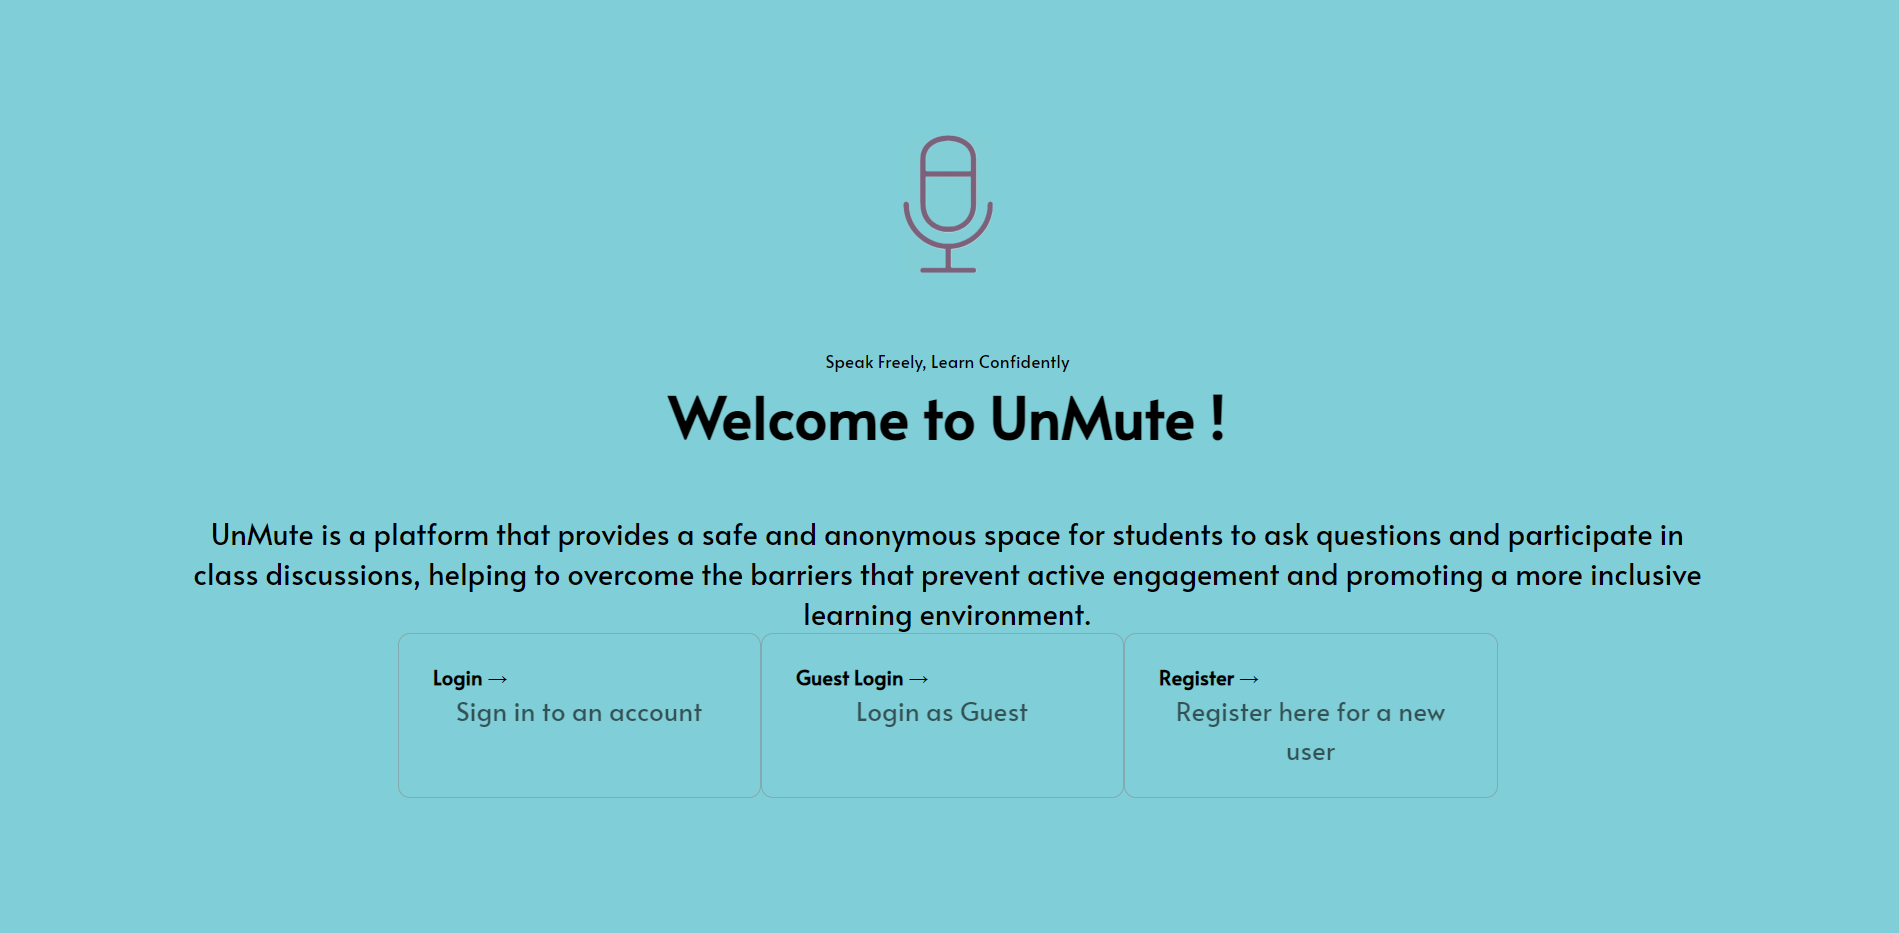 Speak Freely, Learn Confidently
Welcome to UnMute !
UnMute is a platform that provides a safe and anonymous space for students to ask questions and participate in
class discussions, helping to overcome the barriers that prevent active engagement and promoting a more inclusive
learning environment.
Login →
Sign in to an account
Guest Login →
Login as Guest
Register →
Register here for a new
user